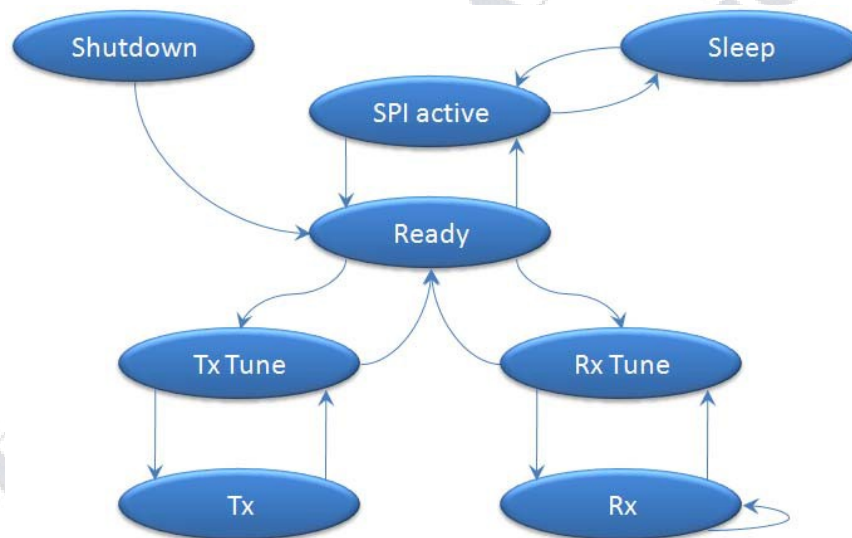 Shutdown
Sleep
SPI active
Ready
Tx Tune
Rx Tune
Tx
Rx